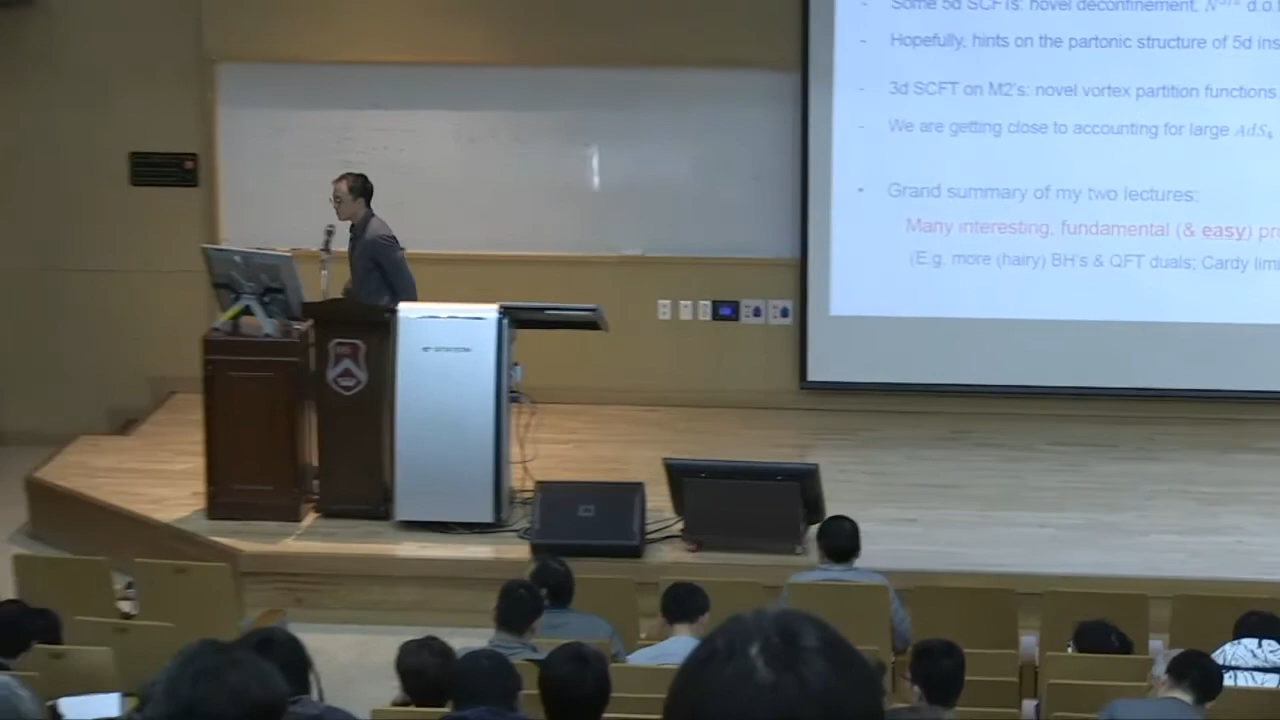 - Some 5d SCFTs: novel deconfinement,
- Hopefully, hints on the partonic structure of 5d ins
- 3d SCFT on M2's: novel vortex partition functions,
- We are getting close to accounting for large AdS₄
• Grand summary of my two lectures:
Many interesting, fundamental (& easy) pro
(E.g. more (hairy) BH's & QFT duals; Cardy limi